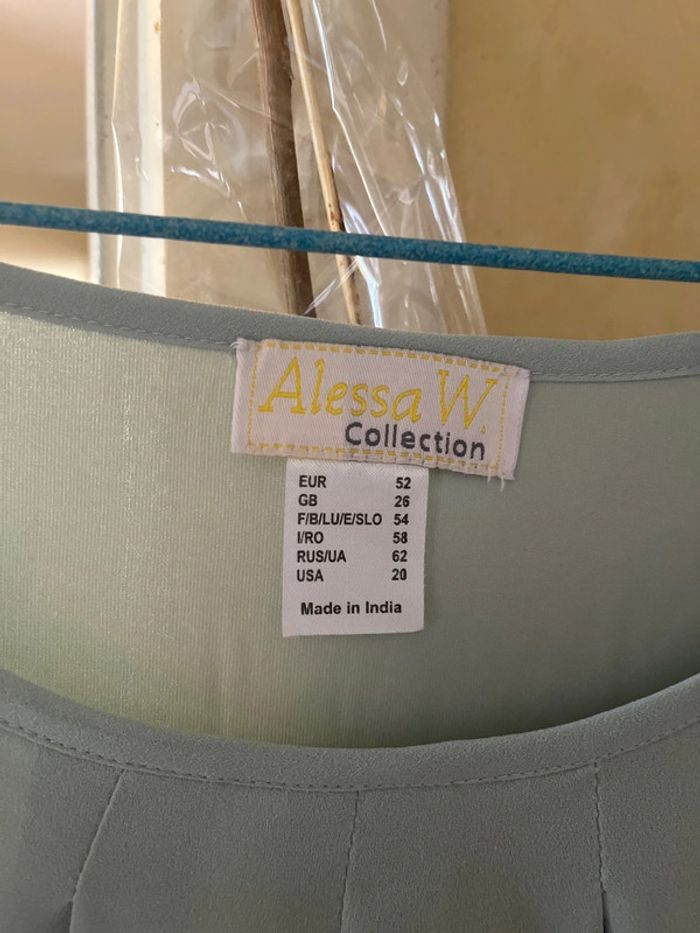 Alessa W.
Collection
EUR 52
GB 26
F/B/LU/E/SLO 54
I/RO 58
RUS/UA 62
USA 20
Made in India